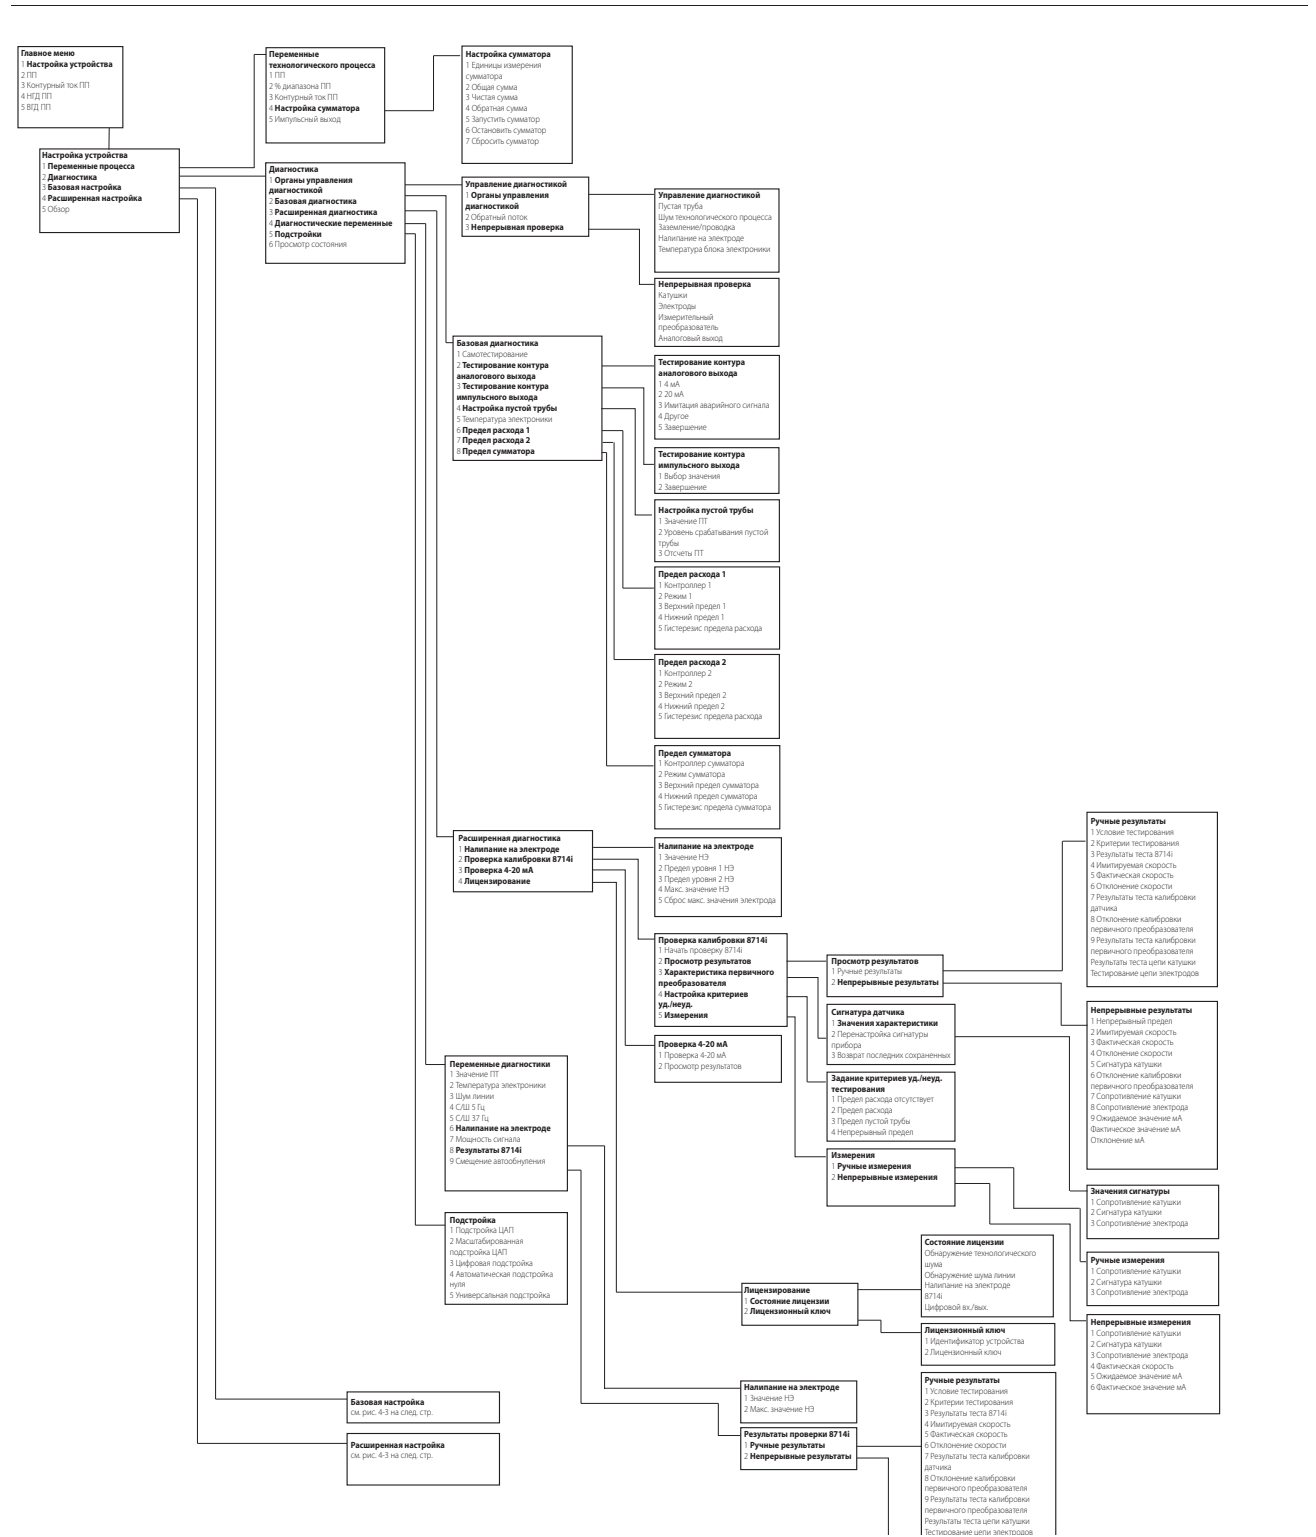 Главное меню
1 Настройка устройства
2 ПП
3 Контурный ток ПП
4 НГД ПП
5 ВГД ПП
Переменные
технологического процесса
1 ПП
2 % диапазона ПП
3 Контурный ток ПП
4 Настройка сумматора
5 Импульсный выход
Настройка сумматора
1 Единицы измерения
сумматора
2 Общая сумма
3 Чистая сумма
4 Обратная сумма
5 Запустить сумматор
6 Остановить сумматор
7 Сбросить сумматор
Настройка устройства
1 Переменные процесса
2 Диагностика
3 Базовая настройка
4 Расширенная настройка
5 Обзор
Диагностика
1 Органы управления
диагностикой
2 Базовая диагностика
3 Расширенная диагностика
4 Диагностические переменные
5 Подстройки
6 Просмотр состояния
Управление диагностикой
1 Органы управления
диагностикой
2 Обратный поток
3 Непрерывная проверка
Управление диагностикой
Пустая труба
Шум технологического процесса
Заземление/проводка
Налипание на электроде
Температура блока электроники
Непрерывная проверка
Катушки
Электроды
Измерительный
преобразователь
Аналоговый выход
Базовая диагностика
1 Самотестирование
2 Тестирование контура
аналогового выхода
3 Тестирование контура
импульсного выхода
4 Настройка пустой трубы
5 Температура электроники
6 Предел расхода 1
7 Предел расхода 2
8 Предел сумматора
Тестирование контура
аналогового выхода
1 4 мА
2 20 мА
3 Имитация аварийного сигнала
4 Другое
5 Завершение
Тестирование контура
импульсного выхода
1 Выбор значения
2 Завершение
Настройка пустой трубы
1 Значение ПТ
2 Уровень срабатывания пустой
трубы
3 Отсчеты ПТ
Предел расхода 1
1 Контроллер 1
2 Режим 1
3 Верхний предел 1
4 Нижний предел 1
5 Гистерезис предела расхода
Предел расхода 2
1 Контроллер 2
2 Режим 2
3 Верхний предел 2
4 Нижний предел 2
5 Гистерезис предела расхода
Предел сумматора
1 Контроллер сумматора
2 Режим сумматора
3 Верхний предел сумматора
4 Нижний предел сумматора
5 Гистерезис предела сумматора
Расширенная диагностика
1 Налипание на электроде
2 Проверка калибровки 8714i
3 Проверка 4-20 мА
4 Лицензирование
Налипание на электроде
1 Значение НЭ
2 Предел уровня 1 НЭ
3 Предел уровня 2 НЭ
4 Макс. значение НЭ
5 Сброс макс. значения электрода
Ручные результаты
1 Условие тестирования
2 Критерии тестирования
3 Результаты теста 8714i
4 Имитируемая скорость
5 Фактическая скорость
6 Отклонение скорости
7 Результаты теста калибровки
датчика
8 Отклонение калибровки
первичного преобразователя
9 Результаты теста калибровки
первичного преобразователя
Результаты теста цепи катушки
Тестирование цепи электродов
Проверка калибровки 8714i
1 Начать проверку 8714i
2 Просмотр результатов
3 Характеристика первичного
преобразователя
4 Настройка критериев
уд./неуд.
5 Измерения
Просмотр результатов
1 Ручные результаты
2 Непрерывные результаты
Сигнатура датчика
1 Значения характеристики
2 Перенастройка сигнатуры
прибора
3 Возврат последних сохраненных
Непрерывные результаты
1 Непрерывный предел
2 Имитируемая скорость
3 Фактическая скорость
4 Отклонение скорости
5 Сигнатура катушки
6 Отклонение калибровки
первичного преобразователя
7 Сопротивление катушки
8 Сопротивление электрода
9 Ожидаемое значение мА
Фактическое значение мА
Отклонение мА
Проверка 4-20 мА
1 Проверка 4-20 мА
2 Просмотр результатов
Задание критериев уд./неуд.
тестирования
1 Предел расхода отсутствует
2 Предел расхода
3 Предел пустой трубы
4 Непрерывный предел
Переменные диагностики
1 Значение ПТ
2 Температура электроники
3 Шум линии
4 С/Ш 5 Гц
5 С/Ш 37 Гц
6 Налипание на электроде
7 Мощность сигнала
8 Результаты 8714i
9 Смещение автообнуления
Измерения
1 Ручные измерения
2 Непрерывные измерения
Значения сигнатуры
1 Сопротивление катушки
2 Сигнатура катушки
3 Сопротивление электрода
Подстройка
1 Подстройка ЦАП
2 Масштабированная
подстройка ЦАП
3 Цифровая подстройка
4 Автоматическая подстройка
нуля
5 Универсальная подстройка
Состояние лицензии
Обнаружение технологического
шума
Обнаружение шума линии
Налипание на электроде
8714i
Цифровой вх./вых.
Ручные измерения
1 Сопротивление катушки
2 Сигнатура катушки
3 Сопротивление электрода
Лицензирование
1 Состояние лицензии
2 Лицензионный ключ
Лицензионный ключ
1 Идентификатор устройства
2 Лицензионный ключ
Непрерывные измерения
1 Сопротивление катушки
2 Сигнатура катушки
3 Сопротивление электрода
4 Фактическая скорость
5 Ожидаемое значение мА
6 Фактическое значение мА
Базовая настройка
см. рис. 4-3 на след. стр.
Налипание на электроде
1 Значение НЭ
2 Макс. значение НЭ
Ручные результаты
1 Условие тестирования
2 Критерии тестирования
3 Результаты теста 8714i
4 Имитируемая скорость
5 Фактическая скорость
6 Отклонение скорости
7 Результаты теста калибровки
датчика
8 Отклонение калибровки
первичного преобразователя
9 Результаты теста калибровки
первичного преобразователя
Результаты теста цепи катушки
Тестирование цепи электродов
Расширенная настройка
см. рис. 4-3 на след. стр.
Результаты проверки 8714i
1 Ручные результаты
2 Непрерывные результаты